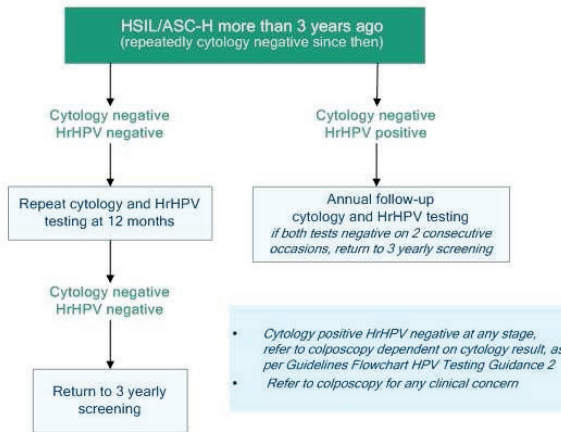 HSIL/ASC-H more than 3 years ago
(repeatedly cytology negative since then)
Cytology negative
HrHPV negative
Cytology negative
HrHPV positive
Repeat cytology and HrHPV
testing at 12 months
Annual follow-up
cytology and HrHPV testing
if both tests negative on 2 consecutive
occasions, return to 3 yearly screening
Cytology negative
HrHPV negative
Return to 3 yearly
screening
• Cytology positive HrHPV negative at any stage,
refer to colposcopy dependent on cytology result, as
per Guidelines Flowchart HPV Testing Guidance 2
• Refer to colposcopy for any clinical concern